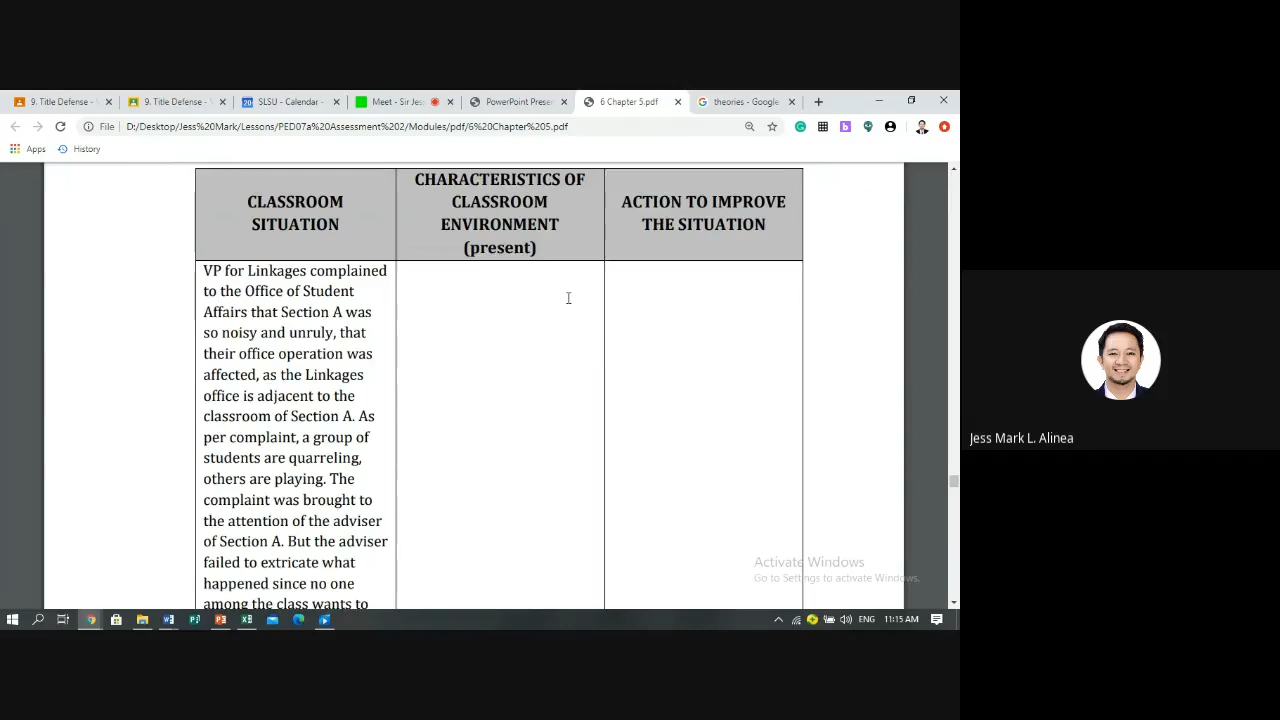 9. Title Defense -
9. Title Defense -
SLSU - Calendar -
Meet - Sir Jes
PowerPoint Presen
6 Chapter 5.pdf
theories - Google
File
D:/Desktop/Jess%20Mark/Lessons/PED07a%20Assessment%202/Modules/pdf/6%20Chapter%205.pdf
Apps
History
CLASSROOM
SITUATION
CHARACTERISTICS OF
CLASSROOM
ENVIRONMENT
(present)
ACTION TO IMPROVE
THE SITUATION
VP for Linkages complained
to the Office of Student
Affairs that Section A was
so noisy and unruly, that
their office operation was
affected, as the Linkages
office is adjacent to the
classroom of Section A. As
per complaint, a group of
students are quarreling,
others are playing. The
complaint was brought to
the attention of the adviser
of Section A. But the adviser
failed to extricate what
happened since no one
among the class wants to
Activate Windows
Go to Settings to activate Windows.
Jess Mark L. Alinea
ENG
11:15 AM